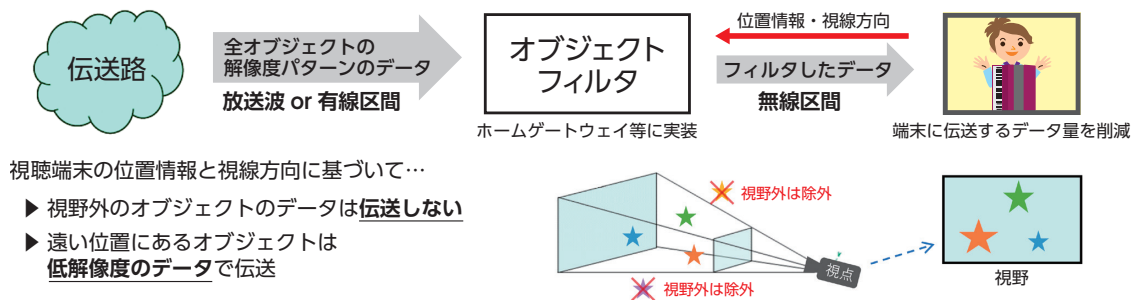 伝送路
全オブジェクトの
解像度パターンのデータ
放送波 or 有線区間
オブジェクト
フィルタ
ホームゲートウェイ等に実装
位置情報・視線方向
フィルタしたデータ
無線区間
端末に伝送するデータ量を削減
視聴端末の位置情報と視線方向に基づいて…
▶ 視野外のオブジェクトのデータは伝送しない
▶ 遠い位置にあるオブジェクトは
低解像度のデータで伝送
視野外は除外
視野外は除外
視点
視野